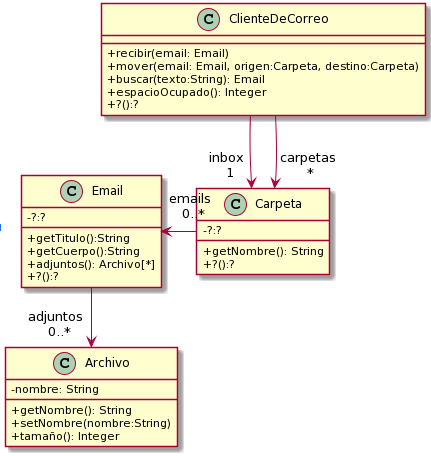 C ClienteDeCorreo
+recibir(email: Email)
+mover(email: Email, origen:Carpeta, destino:Carpeta)
+buscar(texto:String): Email
+espacioOcupado(): Integer
+?():?
inbox
1
carpetas
*
C Email
-?:?
+getTitulo():String
+getCuerpo():String
+adjuntos(): Archivo[*]
+?():?
emails
0..*
C Carpeta
-?:?
+getNombre(): String
+?():?
adjuntos
0..*
C Archivo
-nombre: String
+getNombre(): String
+setNombre(nombre:String)
+tamaño(): Integer